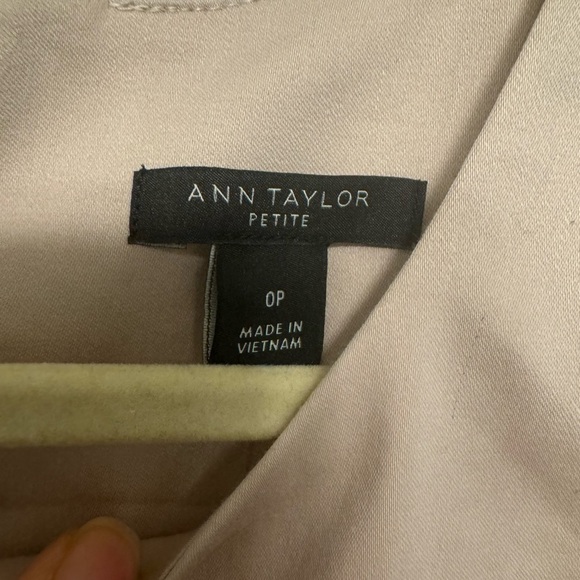 ANN TAYLOR
PETITE
0P
MADE IN
VIETNAM